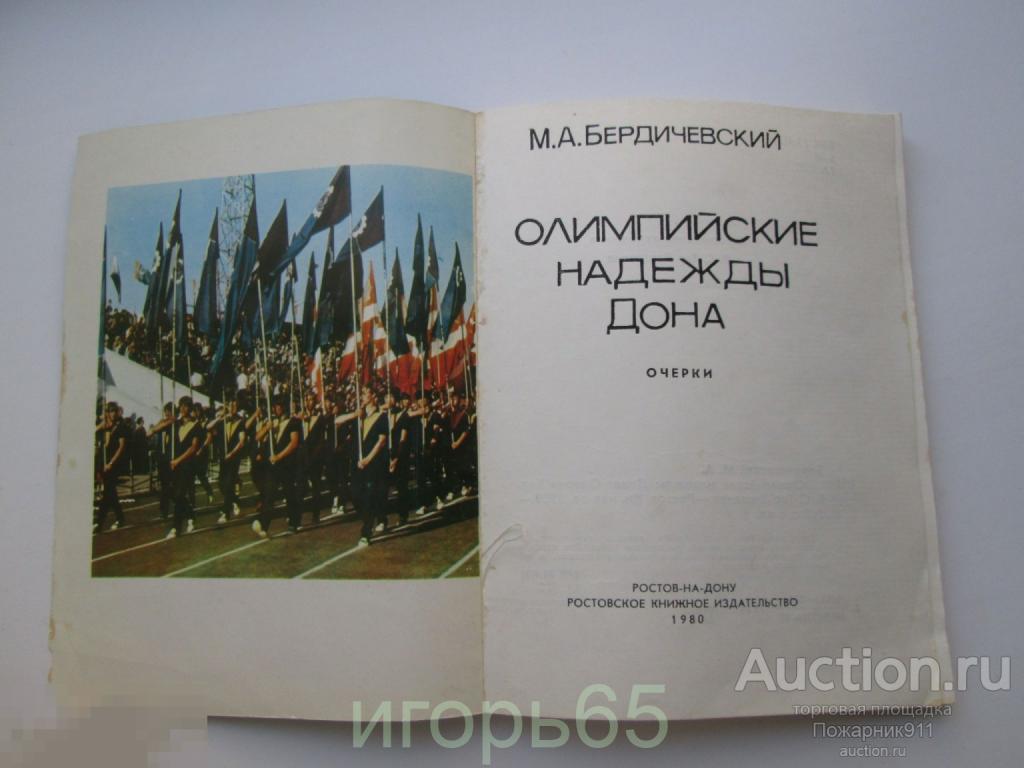 М.А.Бердичевский
ОЛИМПИЙСКИЕ
НАДЕЖДЫ
ДОНА
ОЧЕРКИ
РОСТОВ-НА-ДОНУ
РОСТОВСКОЕ КНИЖНОЕ ИЗДАТЕЛЬСТВО
1980
игорь65
Auction.ru
торговая площадка
Пожарник911
auction.ru